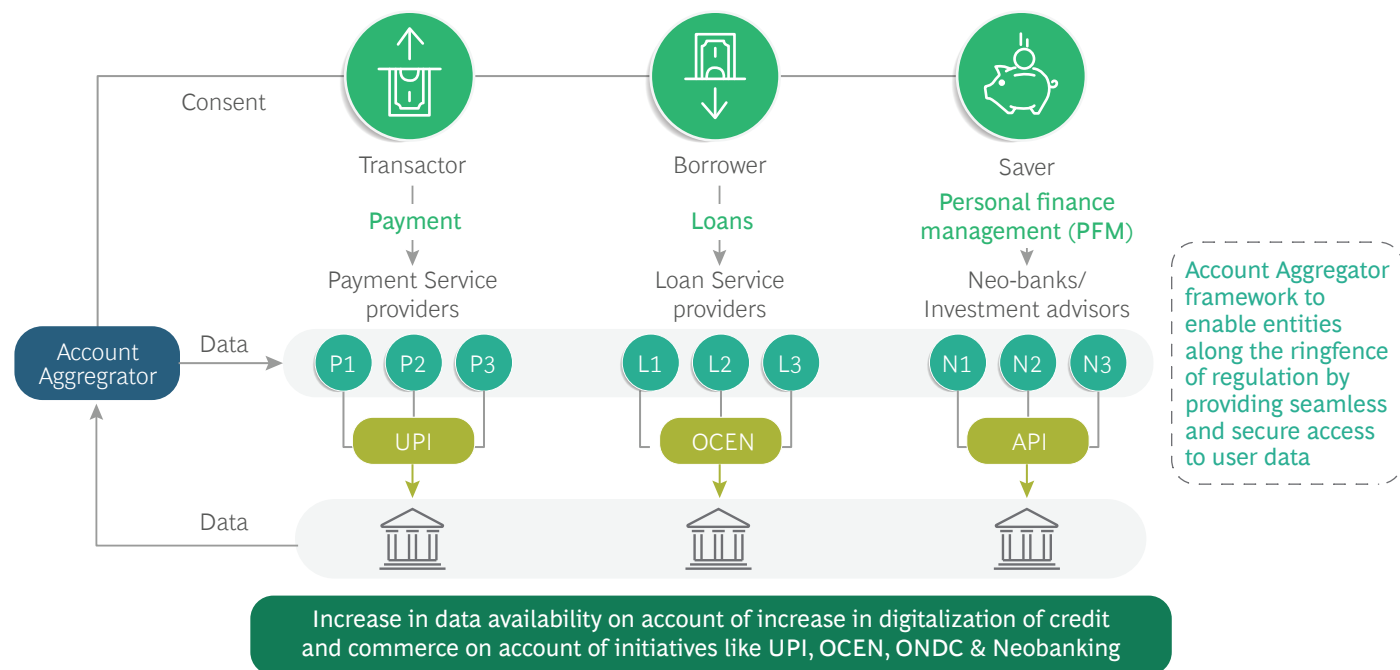 Consent
Transactor
Borrower
Saver
Payment
Loans
Personal finance
management (PFM)
Payment Service
providers
Loan Service
providers
Neo-banks/
Investment advisors
Account
Aggregrator
Data
P1
P2
P3
L1
L2
L3
N1
N2
N3
UPI
OCEN
API
Data
Account Aggregator
framework to
enable entities
along the ringfence
of regulation by
providing seamless
and secure access
to user data
Increase in data availability on account of increase in digitalization of credit
and commerce on account of initiatives like UPI, OCEN, ONDC & Neobanking